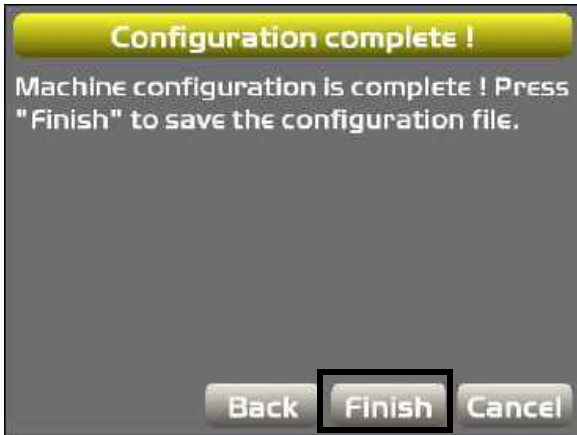 Configuration complete !
Machine configuration is complete ! Press
"Finish" to save the configuration file.
Back Finish Cancel